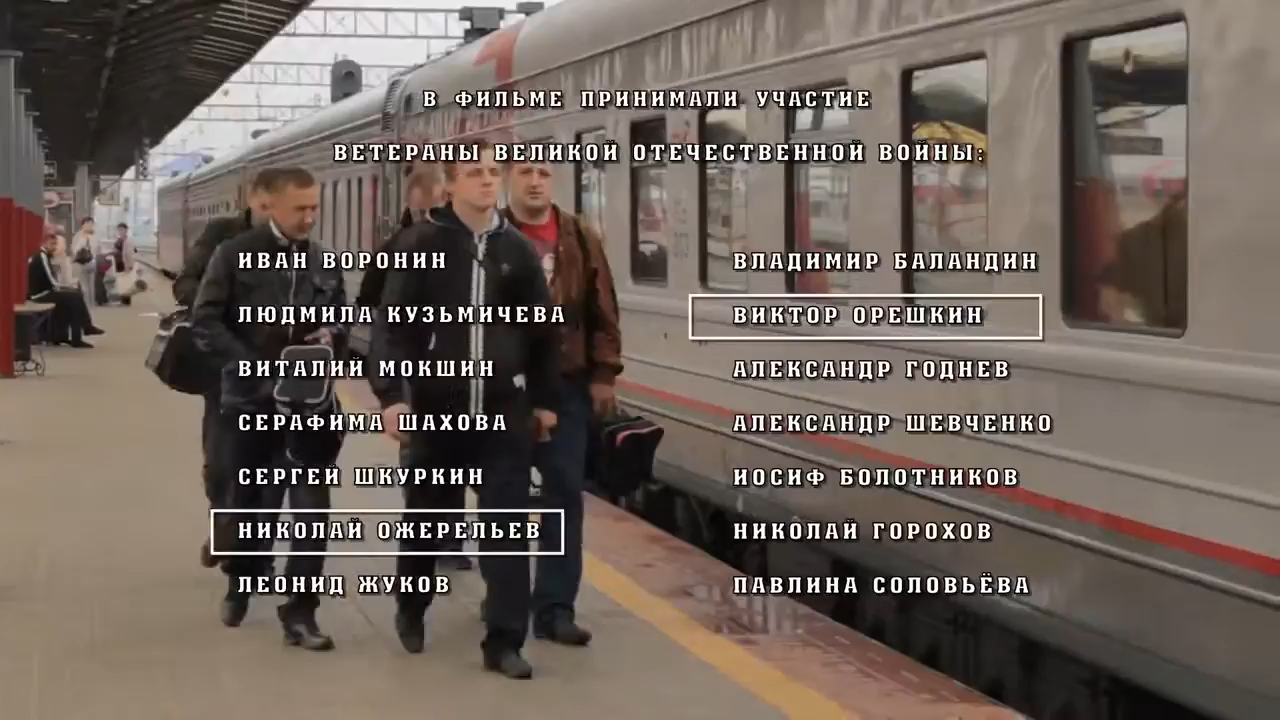 В ФИЛЬМЕ ПРИНИМАЛИ УЧАСТИЕ
ВЕТЕРАНЫ ВЕЛИКОЙ ОТЕЧЕСТВЕННОЙ ВОЙНЫ:
ИВАН ВОРОНИН
ЛЮДМИЛА КУЗЬМИЧЕВА
ВИТАЛИЙ МОКШИН
СЕРАФИМА ШАХОВА
СЕРГЕЙ ШКУРКИН
НИКОЛАЙ ОЖЕРЕЛЬЕВ
ЛЕОНИД ЖУКОВ
ВЛАДИМИР БАЛАНДИН
ВИКТОР ОРЕШКИН
АЛЕКСАНДР ГОДНЕВ
АЛЕКСАНДР ШЕВЧЕНКО
ИОСИФ БОЛОТНИКОВ
НИКОЛАЙ ГОРОХОВ
ПАВЛИНА СОЛОВЬЁВА